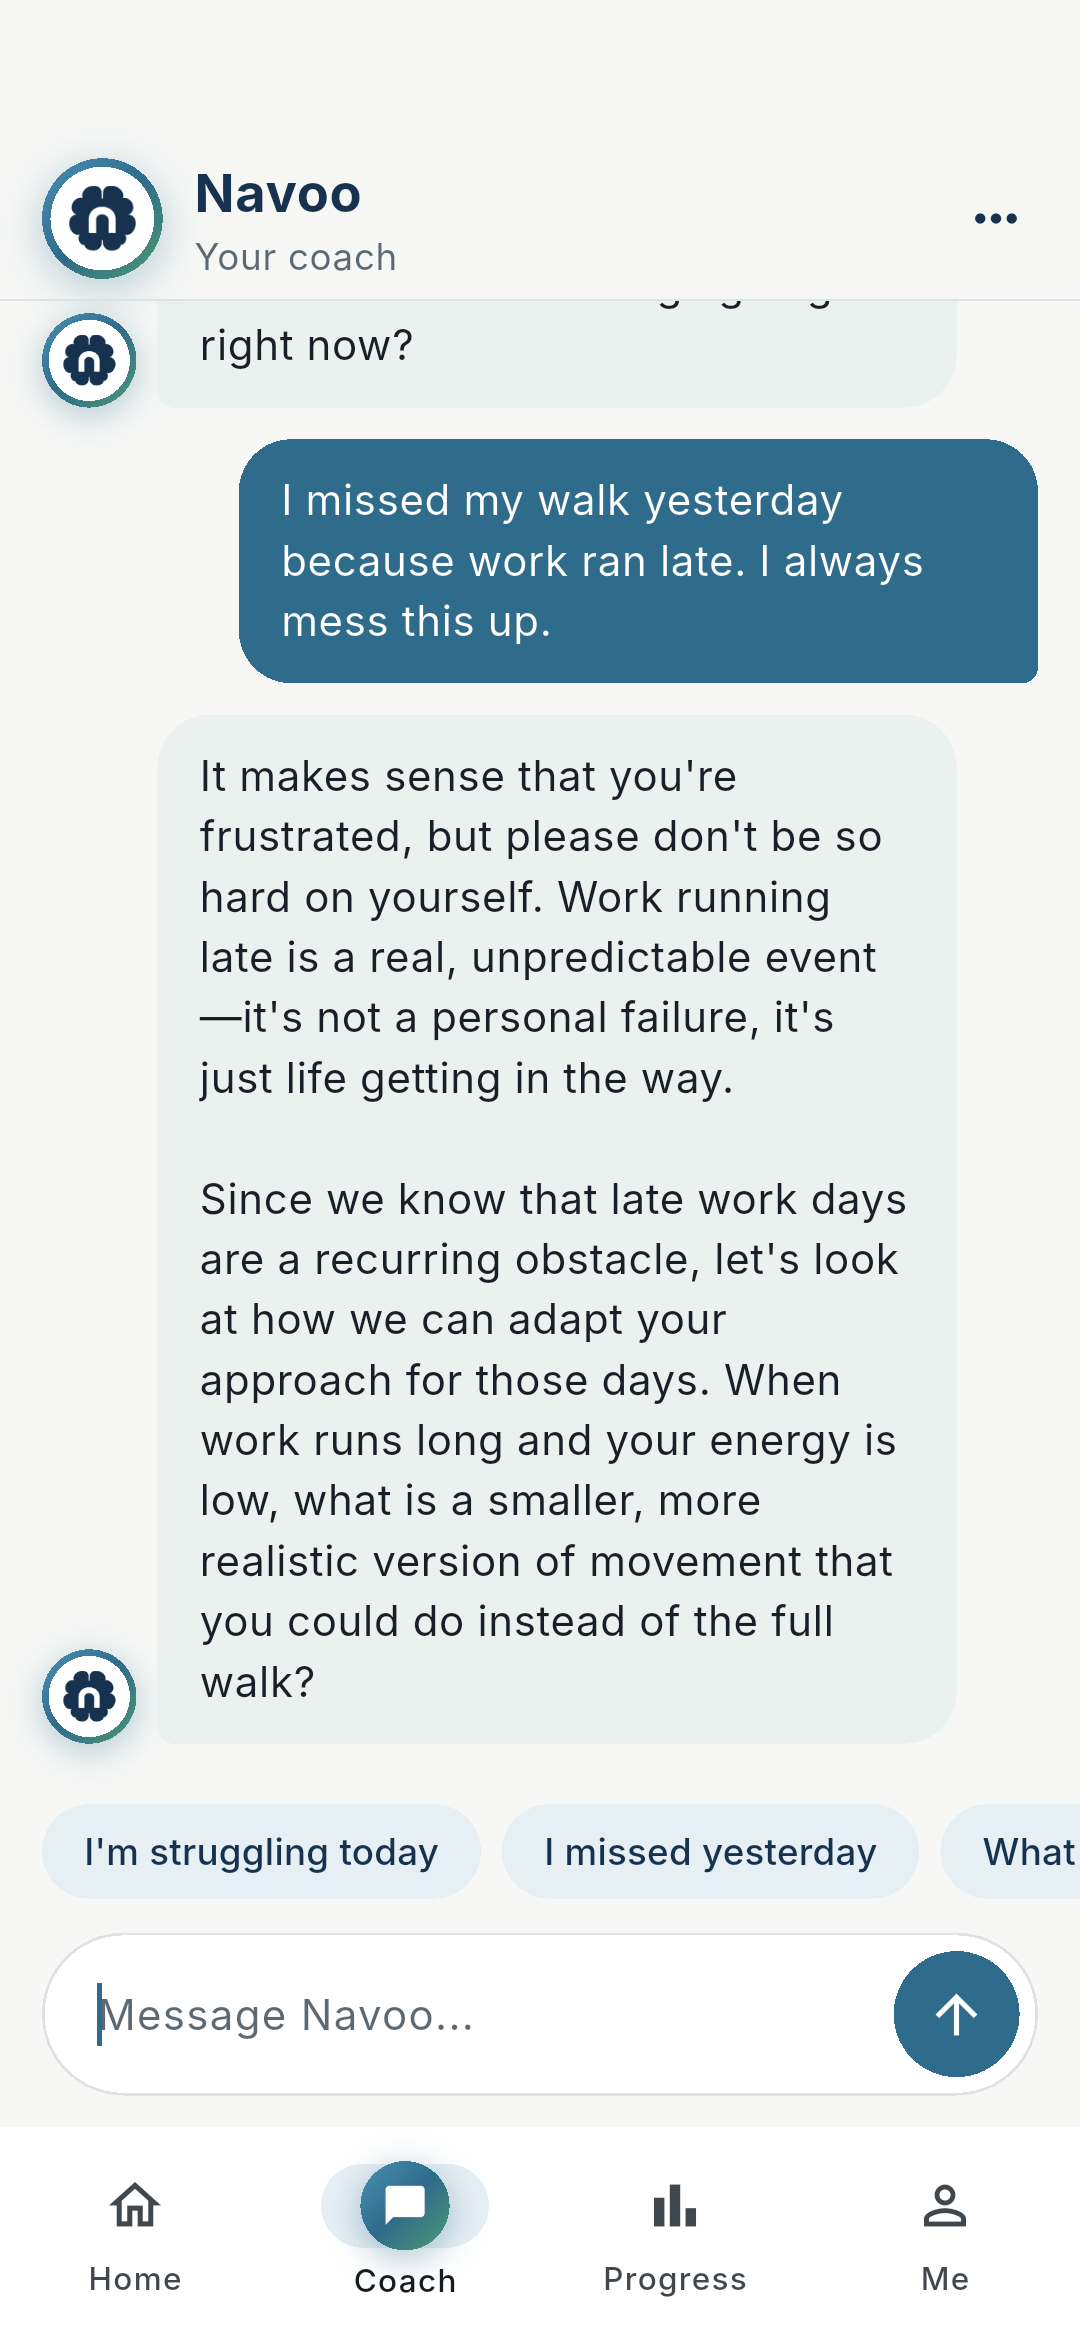 Navoo
Your coach
right now?
I missed my walk yesterday
because work ran late. I always
mess this up.
It makes sense that you're
frustrated, but please don't be so
hard on yourself. Work running
late is a real, unpredictable event
—it's not a personal failure, it's
just life getting in the way.
Since we know that late work days
are a recurring obstacle, let's look
at how we can adapt your
approach for those days. When
work runs long and your energy is
low, what is a smaller, more
realistic version of movement that
you could do instead of the full
walk?
I'm struggling today
I missed yesterday
What
Message Navoo...
Home
Coach
Progress
Me